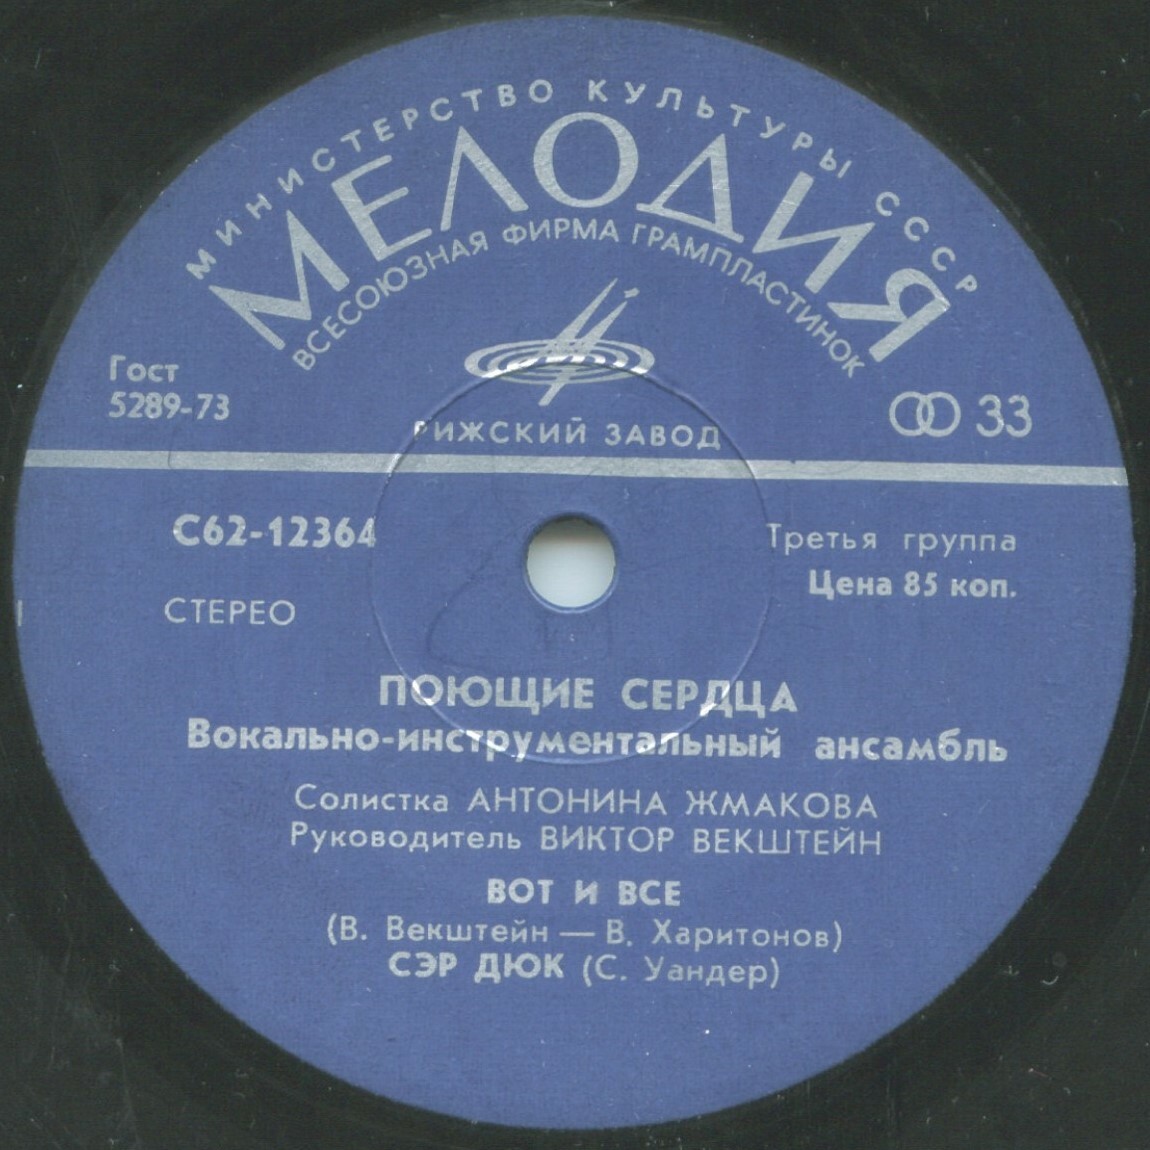 МИНИСТЕРСТВО КУЛЬТУРЫ СССР
МЕЛОДИЯ
ВСЕСОЮЗНАЯ ФИРМА ГРАМПЛАСТИНОК
Гост
5289-73
33
РИЖСКИЙ ЗАВОД
С62-12364
Третья группа
Цена 85 коп.
СТЕРЕО
ПОЮЩИЕ СЕРДЦА
Вокально-инструментальный ансамбль
Солистка АНТОНИНА ЖМАКОВА
Руководитель ВИКТОР ВЕКШТЕЙН
ВОТ И ВСЕ
(В. Векштейн — В. Харитонов)
СЭР ДЮК (С. Уандер)